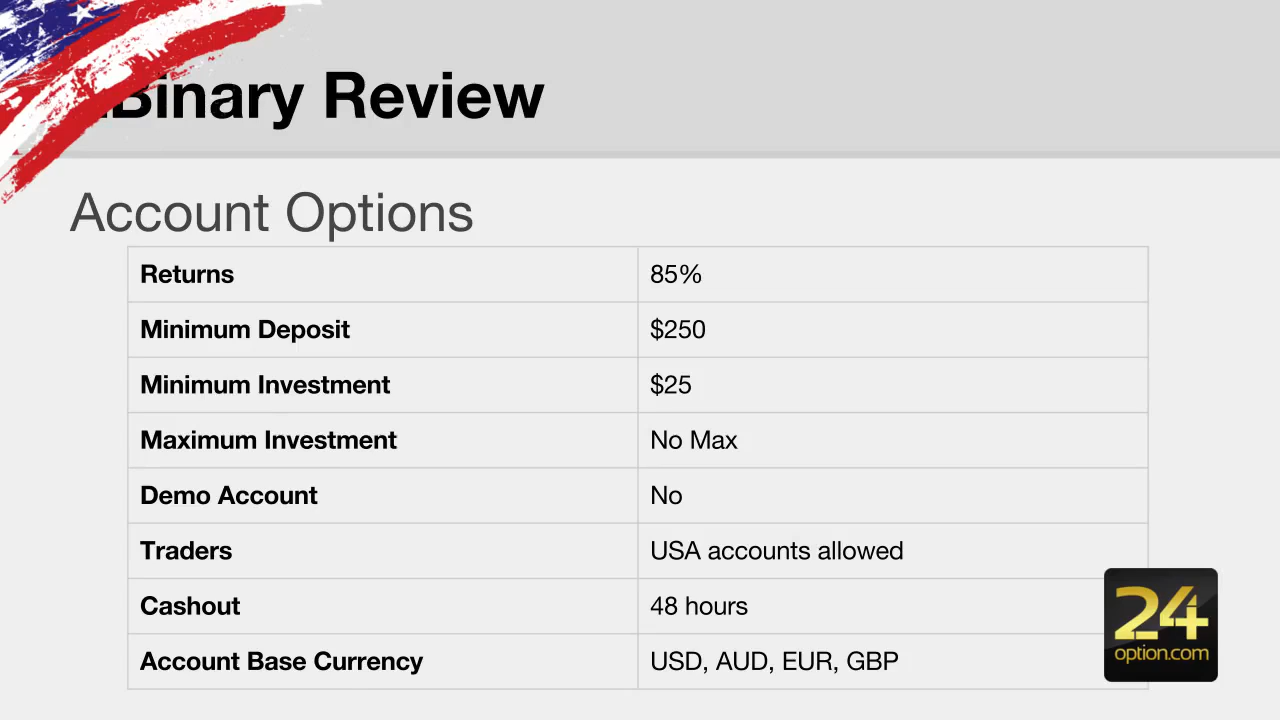 Binary Review
Account Options
Returns 85%
Minimum Deposit $250
Minimum Investment $25
Maximum Investment No Max
Demo Account No
Traders USA accounts allowed
Cashout 48 hours
Account Base Currency USD, AUD, EUR, GBP
24
option.com